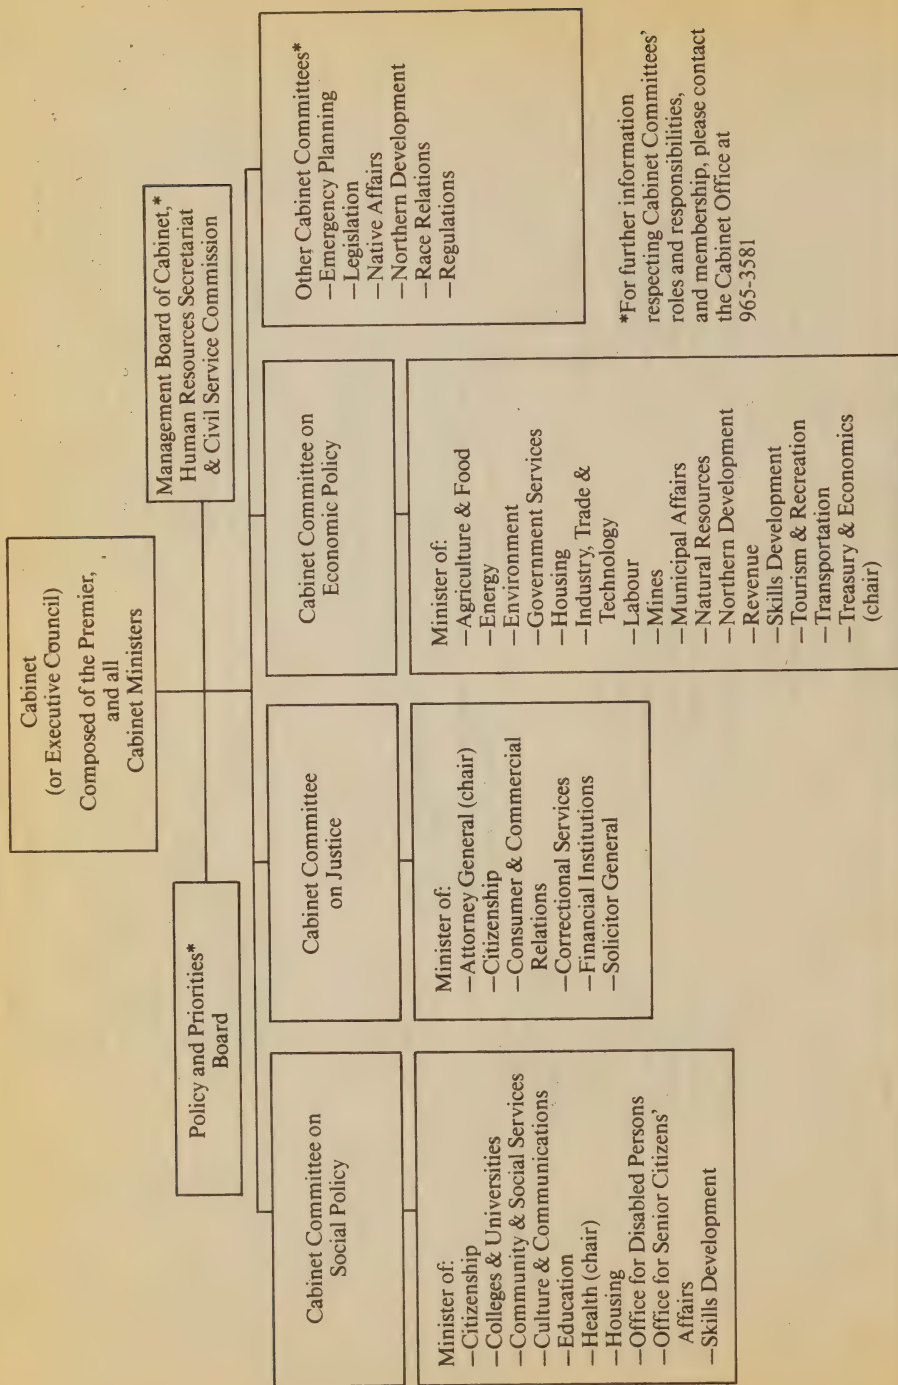 Cabinet
(or Executive Council)
Composed of the Premier,
and all
Cabinet Ministers
Policy and Priorities*
Board
Management Board of Cabinet,*
Human Resources Secretariat
& Civil Service Commission
Cabinet Committee on
Social Policy
Minister of:
—Citizenship
—Colleges & Universities
—Community & Social Services
—Culture & Communications
—Education
—Health (chair)
—Housing
—Office for Disabled Persons
—Office for Senior Citizens'
Affairs
—Skills Development
Cabinet Committee
on Justice
Minister of:
—Attorney General (chair)
—Citizenship
—Consumer & Commercial
Relations
—Correctional Services
—Financial Institutions
—Solicitor General
Cabinet Committee on
Economic Policy
Minister of:
—Agriculture & Food
—Energy
—Environment
—Government Services
—Housing
—Industry, Trade &
Technology
—Labour
—Mines
—Municipal Affairs
—Natural Resources
—Northern Development
—Revenue
—Skills Development
—Tourism & Recreation
—Transportation
—Treasury & Economics
(chair)
Other Cabinet Committees*
—Emergency Planning
—Legislation
—Native Affairs
—Northern Development
—Race Relations
—Regulations
*For further information
respecting Cabinet Committees'
roles and responsibilities,
and membership, please contact
the Cabinet Office at
965-3581